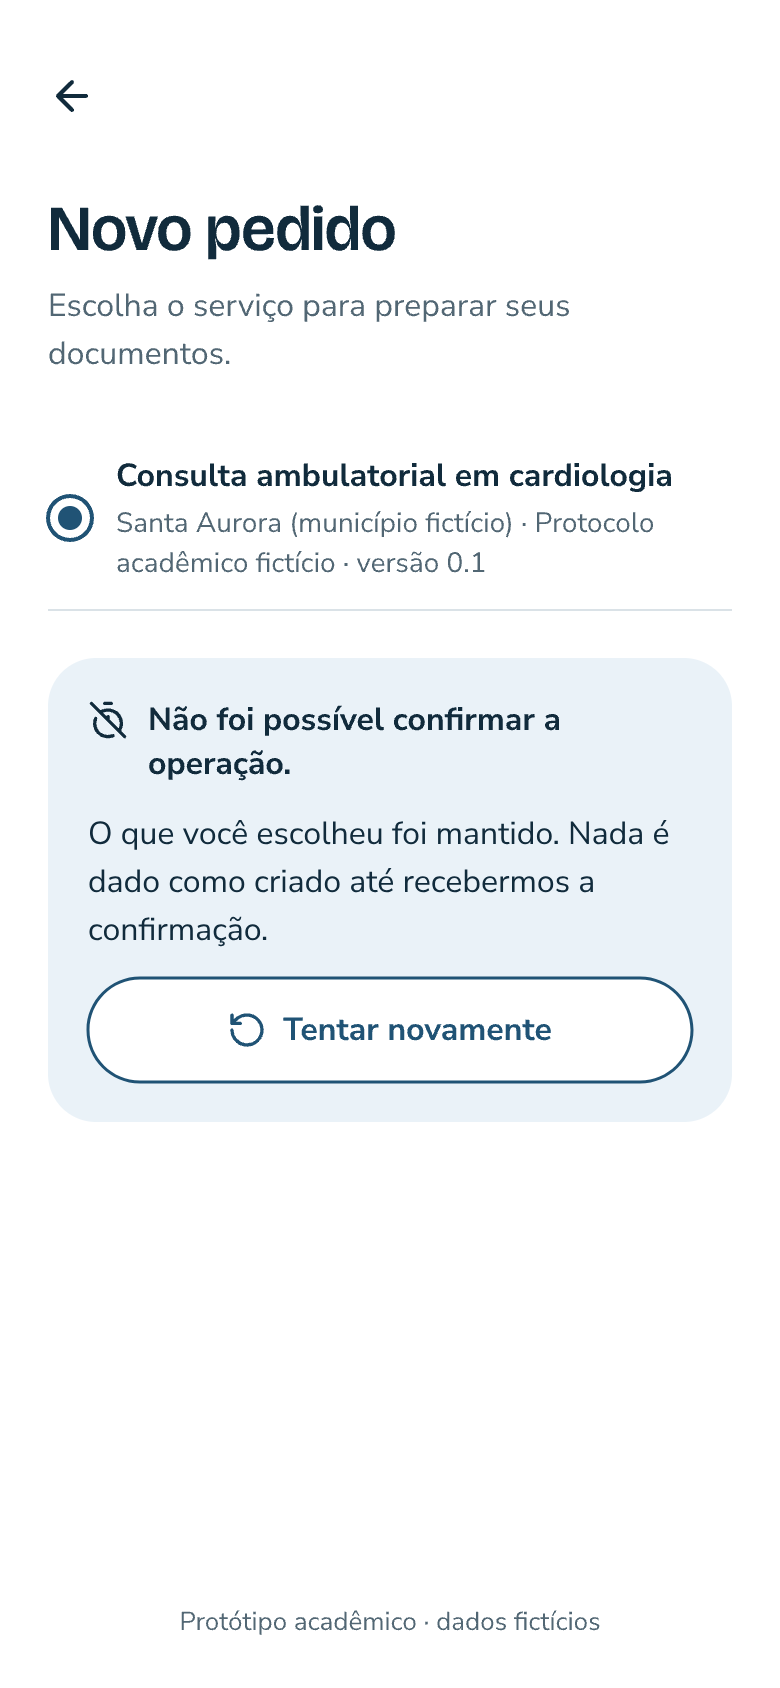 Novo pedido
Escolha o serviço para preparar seus
documentos.
Consulta ambulatorial em cardiologia
Santa Aurora (município fictício) · Protocolo
acadêmico fictício · versão 0.1
Não foi possível confirmar a
operação.
O que você escolheu foi mantido. Nada é
dado como criado até recebermos a
confirmação.
Tentar novamente
Protótipo acadêmico · dados fictícios